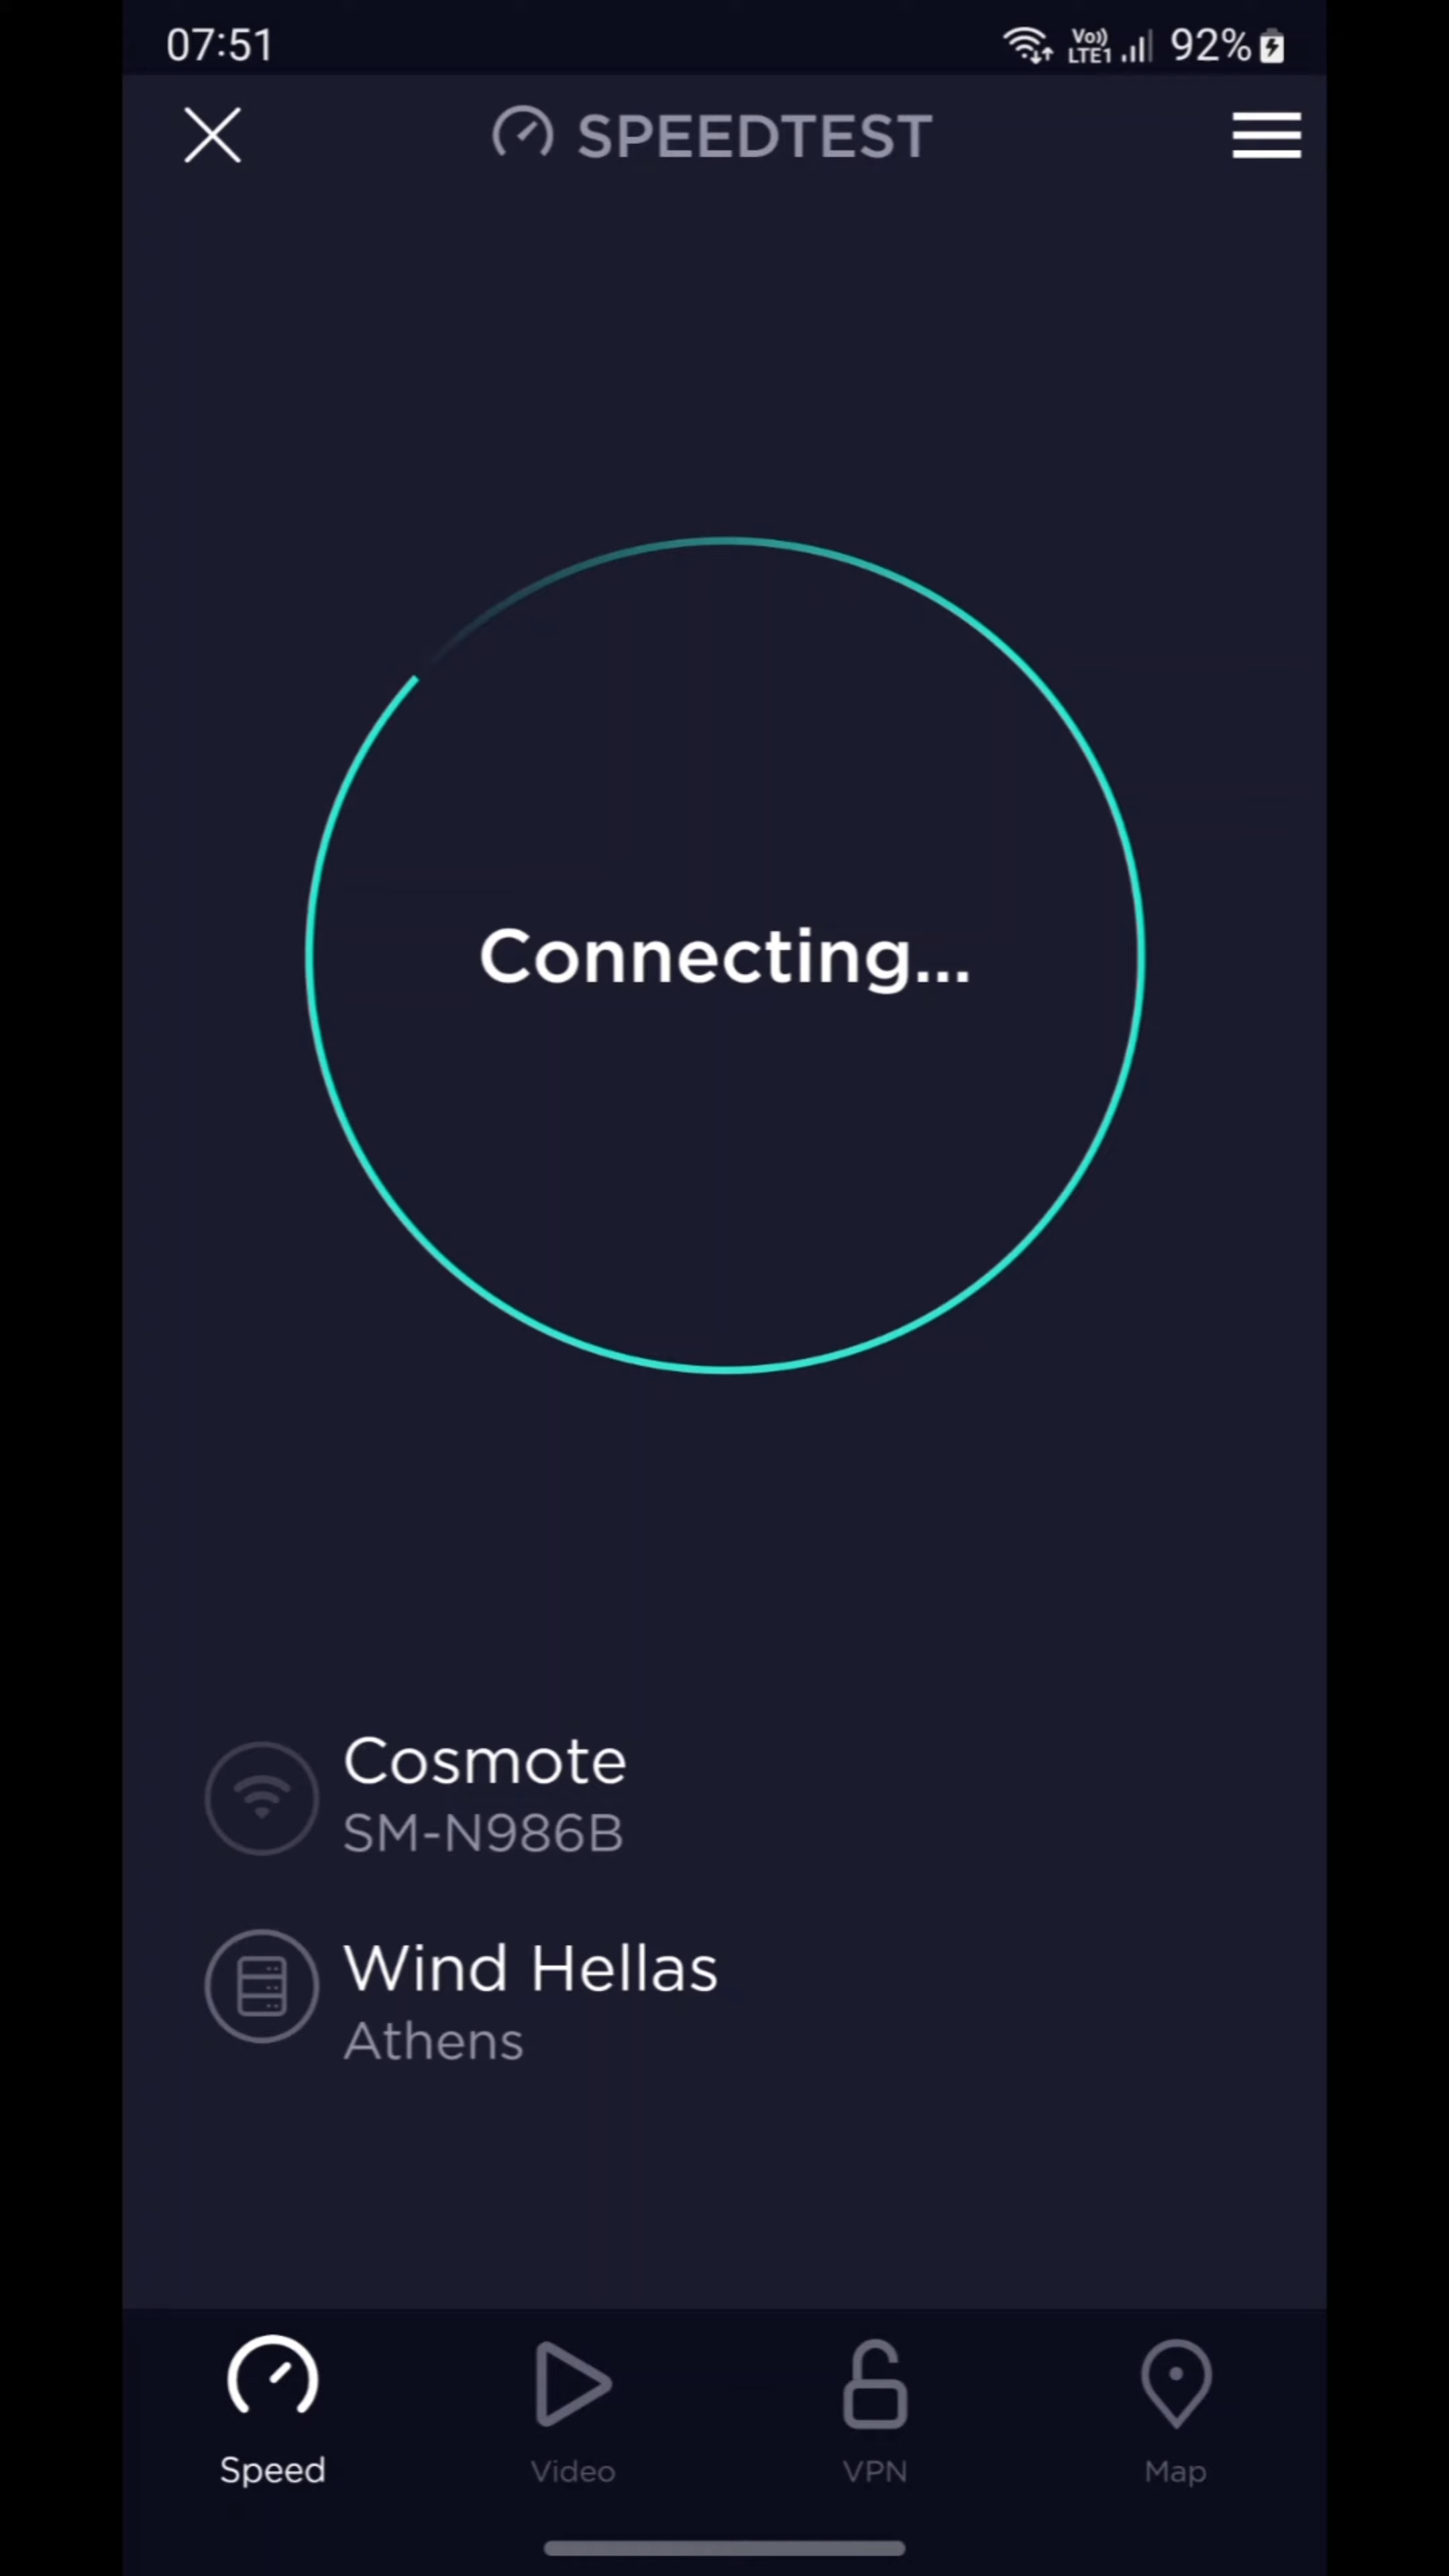 07:51 Vo)) LTE1 92%
SPEEDTEST
Connecting...
Cosmote
SM-N986B
Wind Hellas
Athens
Speed Video VPN Map